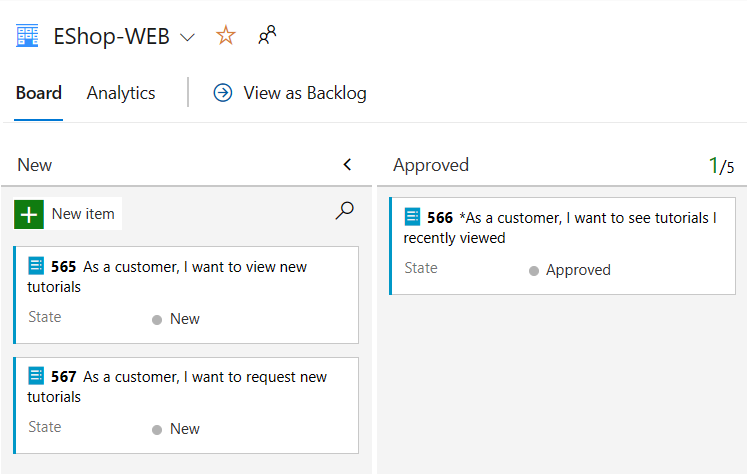 EShop-WEB
Board Analytics View as Backlog
New
New item
565 As a customer, I want to view new
tutorials
State New
567 As a customer, I want to request new
tutorials
State New
Approved 1/5
566 *As a customer, I want to see tutorials I
recently viewed
State Approved